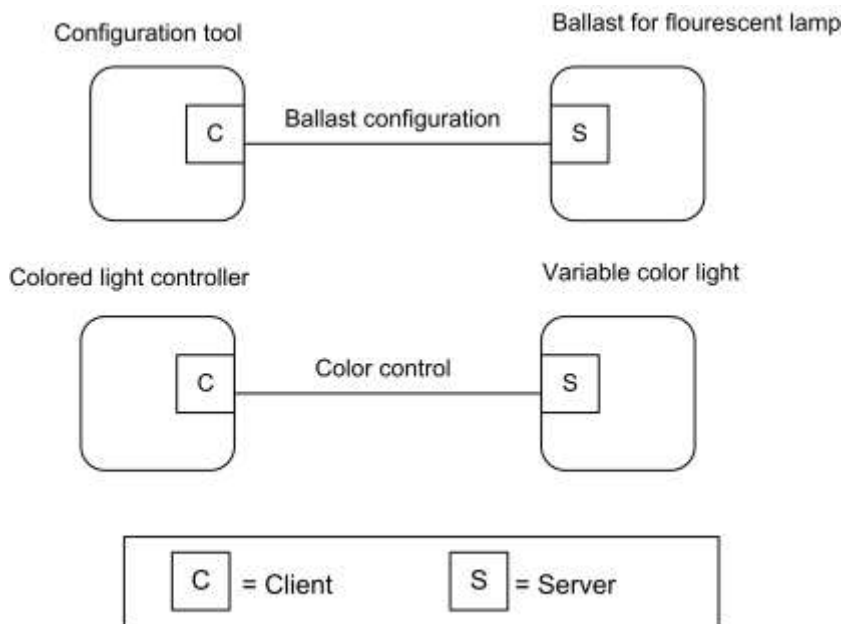 Configuration tool
Ballast for flourescent lamp
C
Ballast configuration
S
Colored light controller
Variable color light
C
Color control
S
C = Client
S = Server